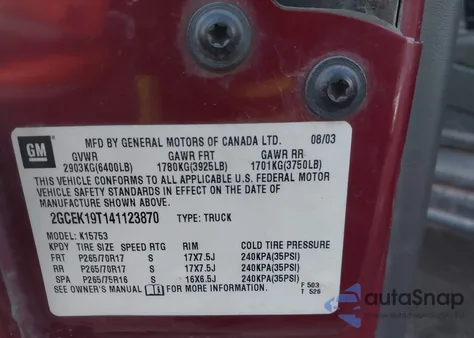 GM
MFD BY GENERAL MOTORS OF CANADA LTD. 08/03
GVWR GAWR FRT GAWR RR
2903KG(6400LB) 1780KG(3925LB) 1701KG(3750LB)
THIS VEHICLE CONFORMS TO ALL APPLICABLE U.S. FEDERAL MOTOR
VEHICLE SAFETY STANDARDS IN EFFECT ON THE DATE OF
MANUFACTURE SHOWN ABOVE.
2GCEK19T141123870 TYPE: TRUCK
MODEL: K15753
KPDY TIRE SIZE SPEED RTG RIM COLD TIRE PRESSURE
FRT P265/70R17 S 17X7.5J 240KPA(35PSI)
RR P265/70R17 S 17X7.5J 240KPA(35PSI)
SPA P265/75R16 S 16X6.5J 240KPA(35PSI)
SEE OWNER'S MANUAL FOR MORE INFORMATION
F 503
T 526
autoSnap